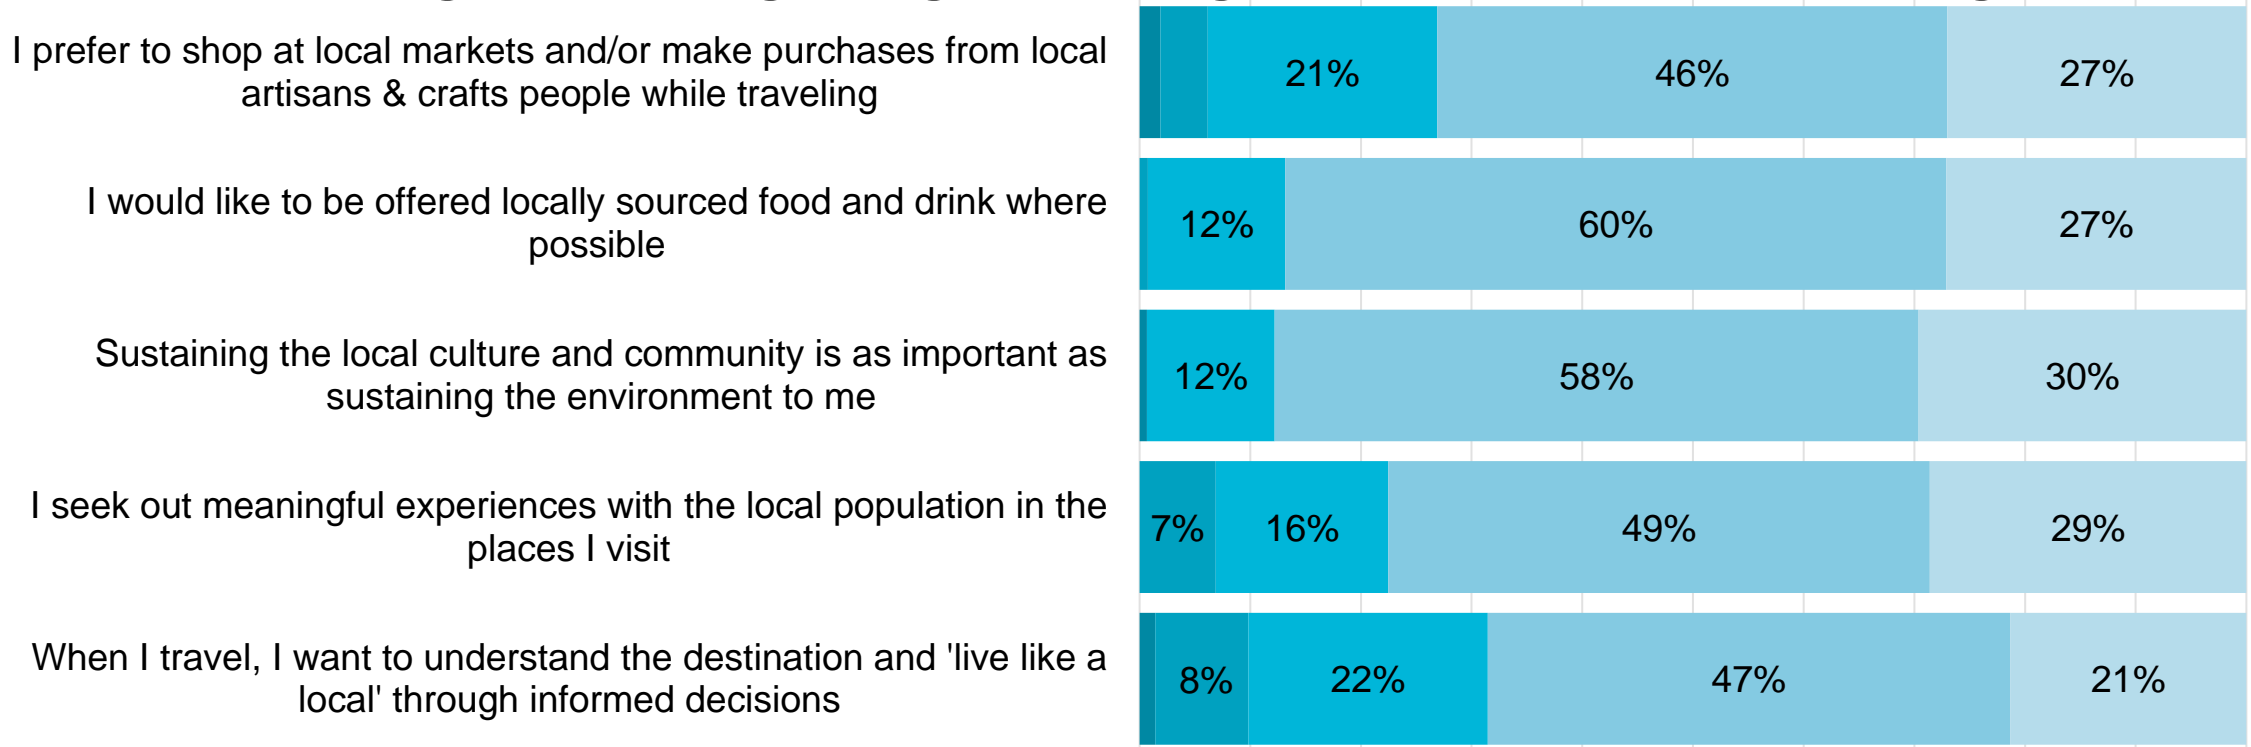 I prefer to shop at local markets and/or make purchases from local
artisans & crafts people while traveling
21% 46% 27%
I would like to be offered locally sourced food and drink where
possible
12% 60% 27%
Sustaining the local culture and community is as important as
sustaining the environment to me
12% 58% 30%
I seek out meaningful experiences with the local population in the
places I visit
7% 16% 49% 29%
When I travel, I want to understand the destination and 'live like a
local' through informed decisions
8% 22% 47% 21%